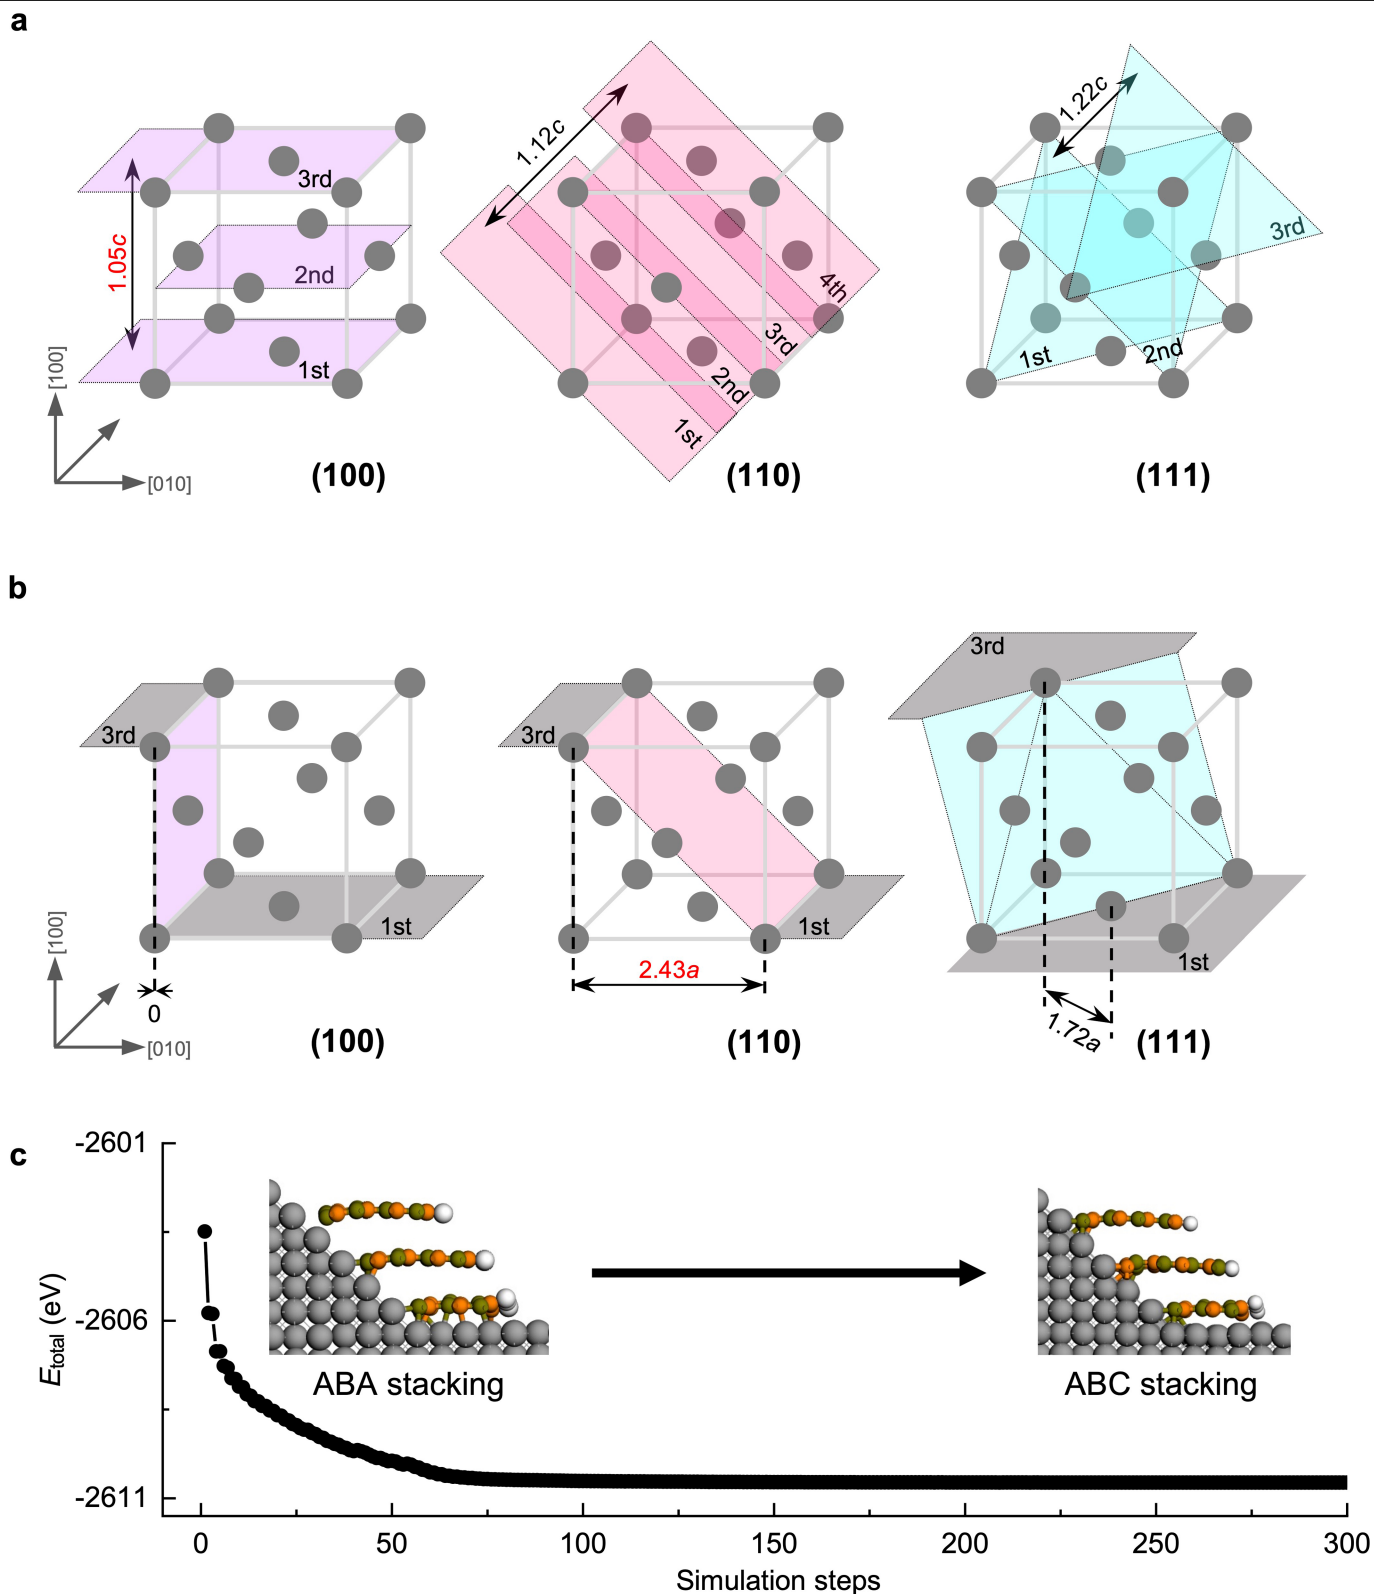 a
1.05c
3rd
2nd
1st
[100]
[010]
(100)
1.12c
4th
3rd
2nd
1st
(110)
1.22c
3rd
1st
2nd
(111)
b
3rd
1st
0
[100]
[010]
(100)
3rd
1st
2.43a
(110)
3rd
1st
1.72a
(111)
c
-2601
-2606
-2611
Etotal (eV)
ABA stacking
ABC stacking
0 50 100 150 200 250 300
Simulation steps